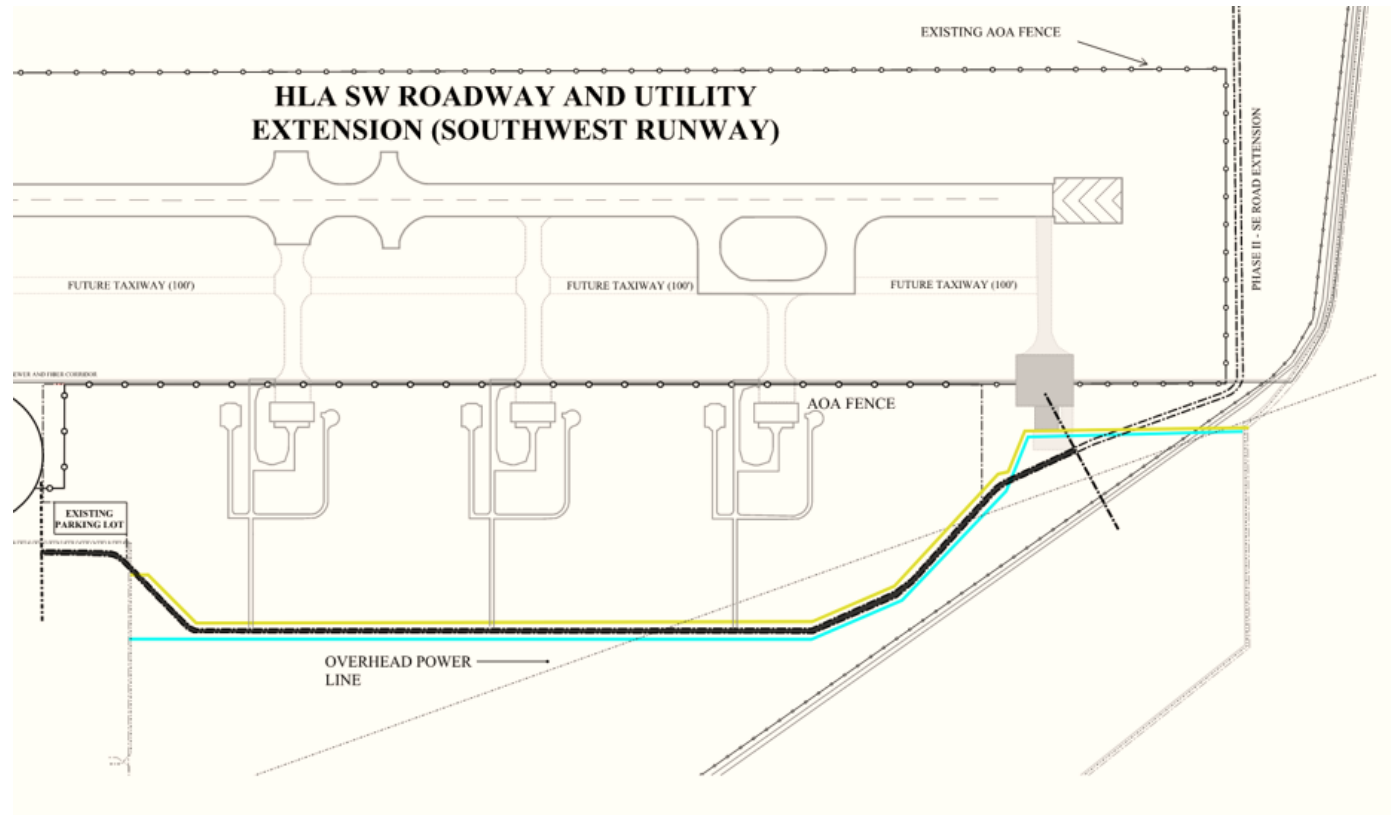 EXISTING AOA FENCE
HLA SW ROADWAY AND UTILITY
EXTENSION (SOUTHWEST RUNWAY)
PHASE II - SE ROAD EXTENSION
FUTURE TAXIWAY (100')
FUTURE TAXIWAY (100')
FUTURE TAXIWAY (100')
EWER AND FIBER CORRIDOR
AOA FENCE
EXISTING
PARKING LOT
OVERHEAD POWER
LINE